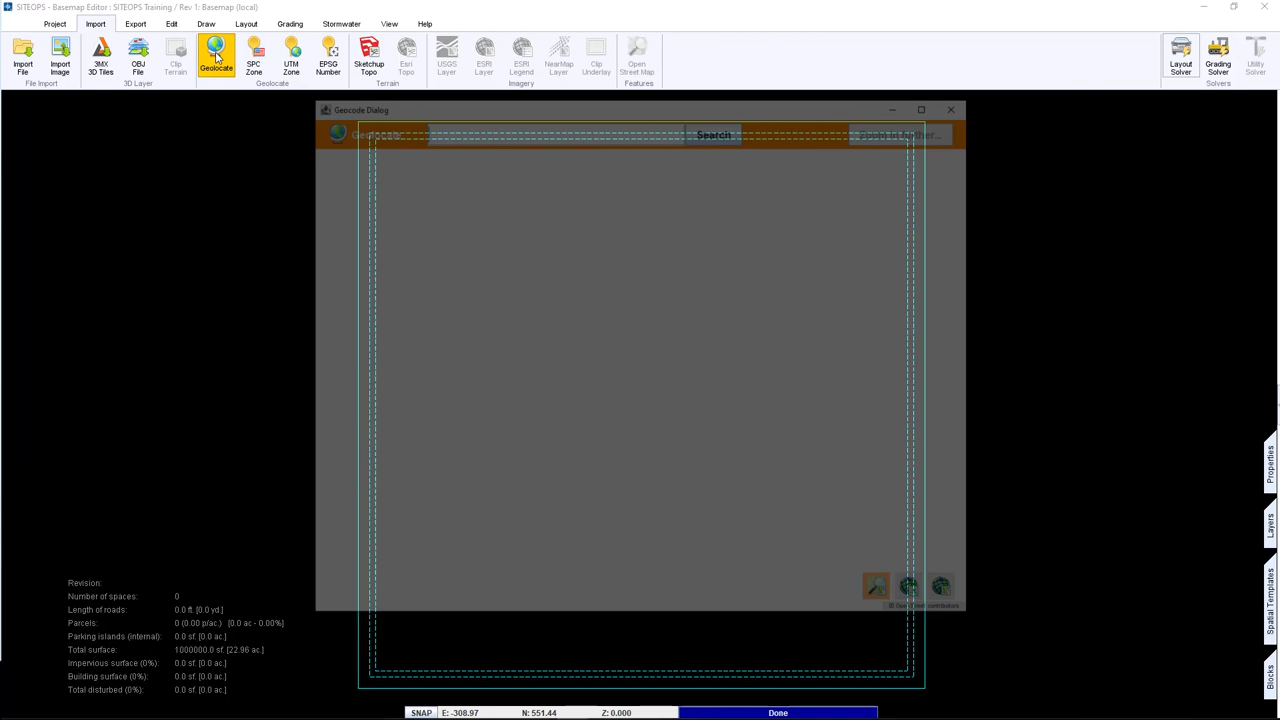 SITEOPS - Basemap Editor : SITEOPS Training / Rev 1: Basemap (local)
Project Import Export Edit Draw Layout Grading Stormwater View Help
Import File
Import Image
3MX 3D Tiles
OBJ File
Clip Terrain
Geolocate
SPC Zone
UTM Zone
EPSG Number
Sketchup Topo
Esri Topo
USGS Layer
ESRI Layer
ESRI Legend
NearMap Layer
Clip Underlay
Open Street Map
Layout Solver
Grading Solver
Utility Solver
File Import 3D Layer Geolocate Terrain Imagery Features Solvers
Geocode Dialog
Search
Properties
Layers
Spatial Templates
Blocks
Revision:
Number of spaces: 0
Length of roads: 0.0 ft. [0.0 yd.]
Parcels: 0 (0.00 p/ac.) [0.0 ac - 0.00%]
Parking islands (internal): 0.0 sf. [0.0 ac.]
Total surface: 1000000.0 sf. [22.96 ac.]
Impervious surface (0%): 0.0 sf. [0.0 ac.]
Building surface (0%): 0.0 sf. [0.0 ac.]
Total disturbed (0%): 0.0 sf. [0.0 ac.]
SNAP E: -308.97 N: 551.44 Z: 0.000 Done